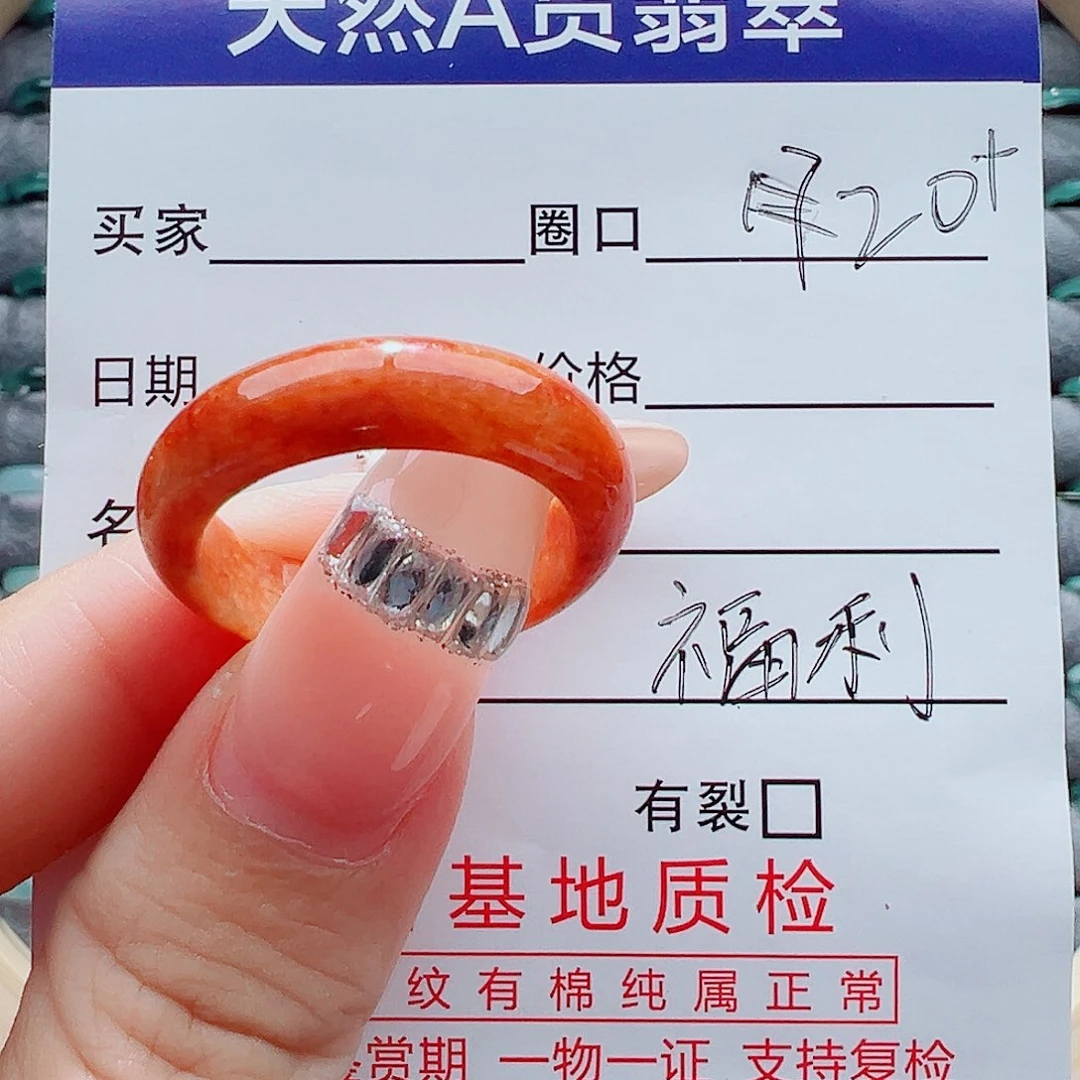 天然A货翡翠
买家 圈口 20+
日期 价格
名
福利
有裂
基地质检
纹有棉纯属正常
赏期 一物一证 支持复检